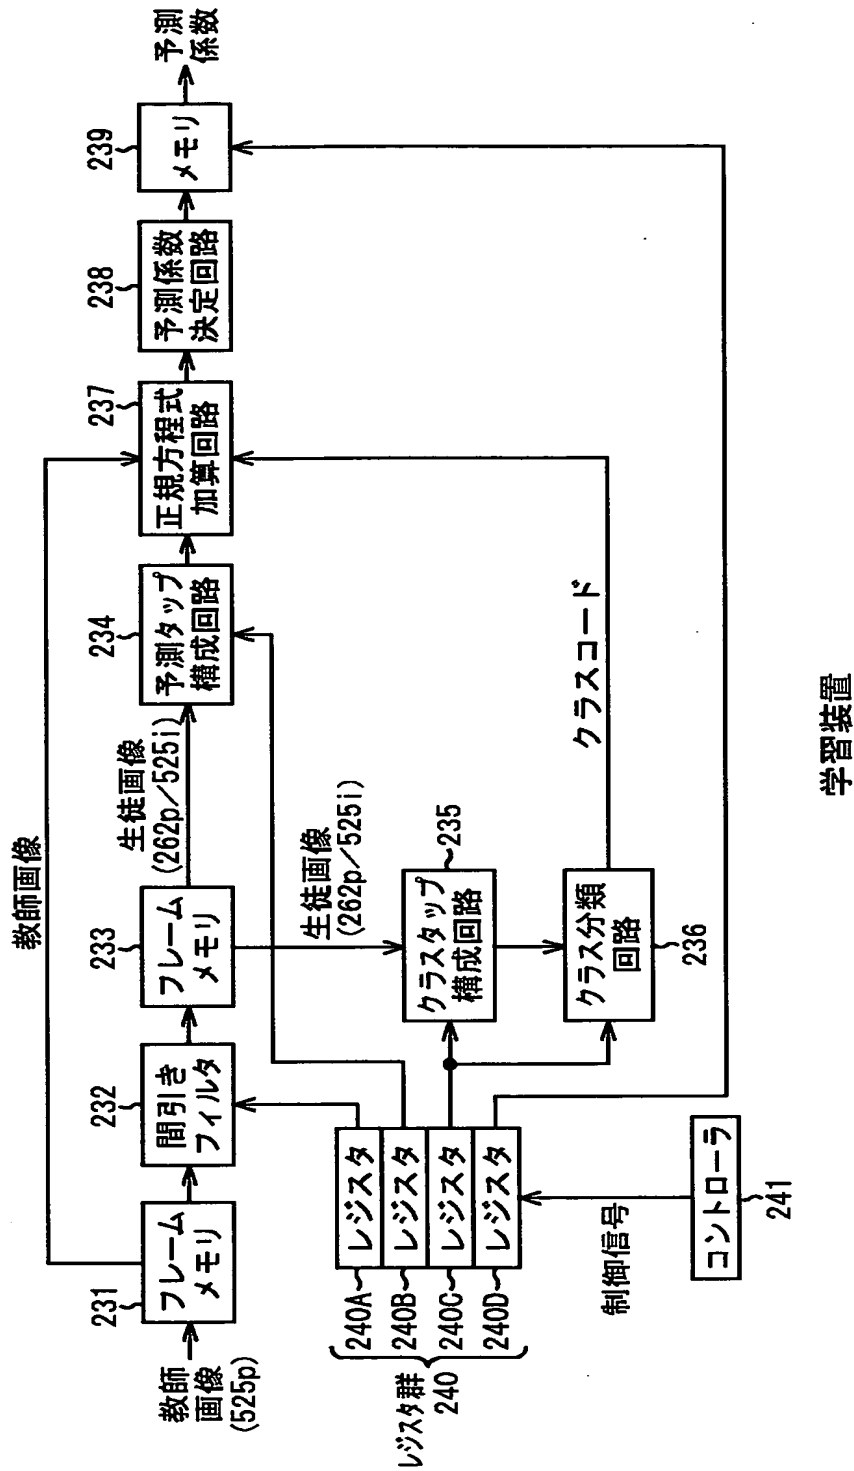 教師画像
教師
画像
(525p)
231
フレーム
メモリ
232
間引き
フィルタ
233
フレーム
メモリ
生徒画像
(262p/525i)
234
予測タップ
構成回路
237
正規方程式
加算回路
238
予測係数
決定回路
239
メモリ
予測
係数
生徒画像
(262p/525i)
235
クラスタップ
構成回路
クラス分類
回路
236
クラスコード
レジスタ群
240
240A
レジスタ
240B
レジスタ
240C
レジスタ
240D
レジスタ
制御信号
コントローラ
241
学習装置